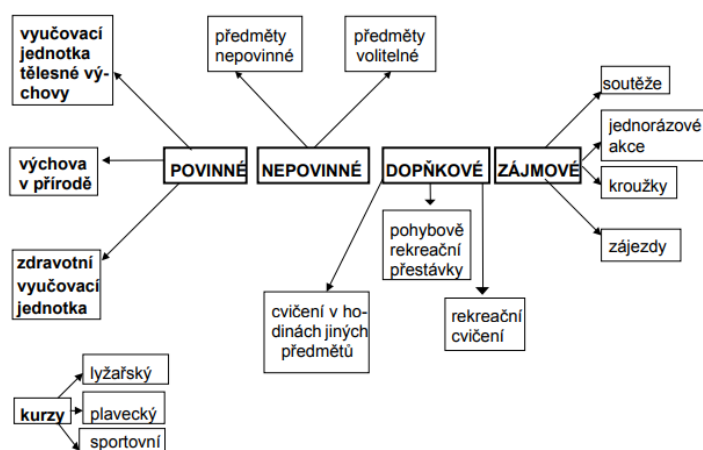 vyučovací
jednotka
tělesné vý-
chovy
předměty
nepovinné
předměty
volitelné
soutěže
jednorázové
akce
výchova
v přírodě
POVINNÉ
NEPOVINNÉ
DOPŇKOVÉ
ZÁJMOVÉ
kroužky
pohybově
rekreační
přestávky
zájezdy
zdravotní
vyučovací
jednotka
cvičení v ho-
dinách jiných
předmětů
rekreační
cvičení
lyžařský
kurzy
plavecký
sportovní